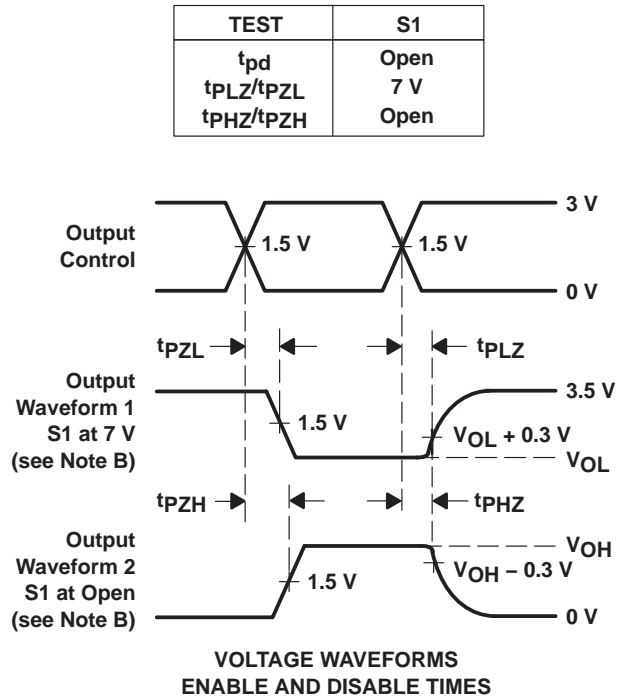 TEST S1
tpd Open
tPLZ/tPZL 7 V
tPHZ/tPZH Open
3 V
Output
Control
1.5 V
1.5 V
0 V
tPZL
tPLZ
Output
Waveform 1
S1 at 7 V
(see Note B)
3.5 V
1.5 V
VOL + 0.3 V
VOL
tPZH
tPHZ
Output
Waveform 2
S1 at Open
(see Note B)
VOH
VOH – 0.3 V
1.5 V
0 V
VOLTAGE WAVEFORMS
ENABLE AND DISABLE TIMES